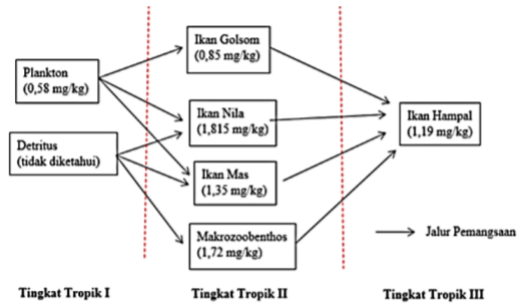 Ikan Golsom
(0,85 mg/kg)
Plankton
(0,58 mg/kg)
Ikan Nila
(1,815 mg/kg)
Ikan Hampal
(1,19 mg/kg)
Detritus
(tidak diketahui)
Ikan Mas
(1,35 mg/kg)
Makrozoobenthos
(1,72 mg/kg)
Jalur Pemangsaan
Tingkat Tropik I
Tingkat Tropik II
Tingkat Tropik III